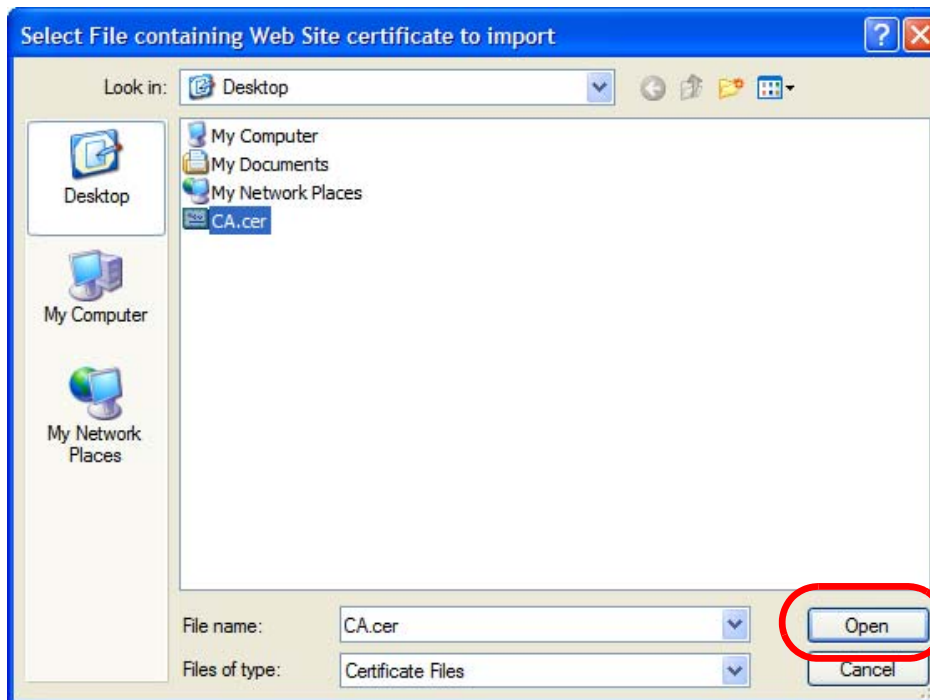 Select File containing Web Site certificate to import
Look in: Desktop
My Computer
My Documents
My Network Places
CA.cer
Desktop
My Computer
My Network
Places
File name: CA.cer Open
Files of type: Certificate Files Cancel